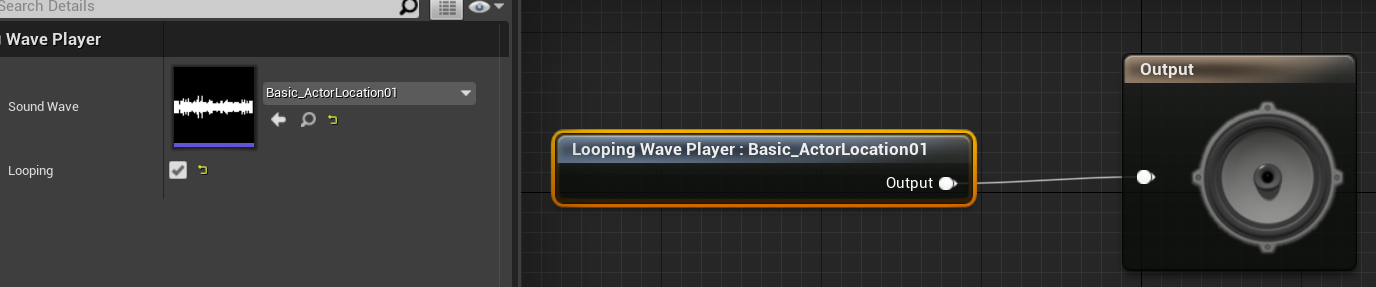 Search Details
Wave Player
Sound Wave
Basic_ActorLocation01
Looping
Looping Wave Player : Basic_ActorLocation01
Output
Output